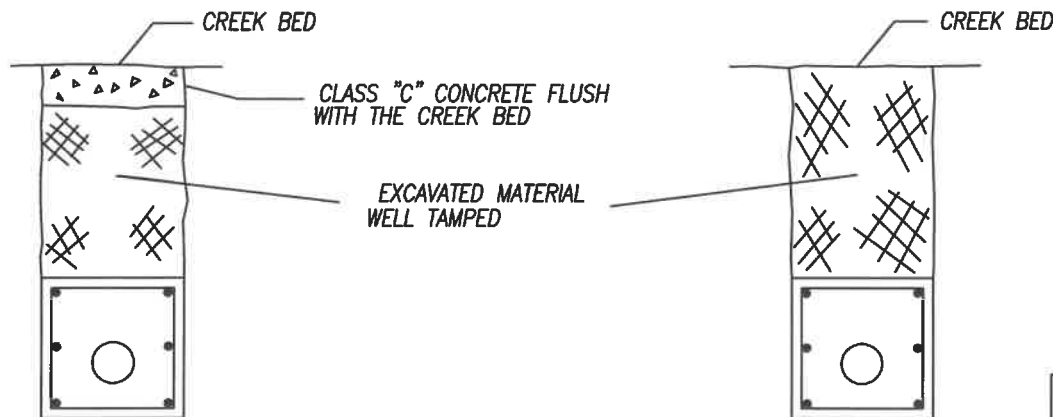 CREEK BED
CREEK BED
CLASS "C" CONCRETE FLUSH
WITH THE CREEK BED
EXCAVATED MATERIAL
WELL TAMPED